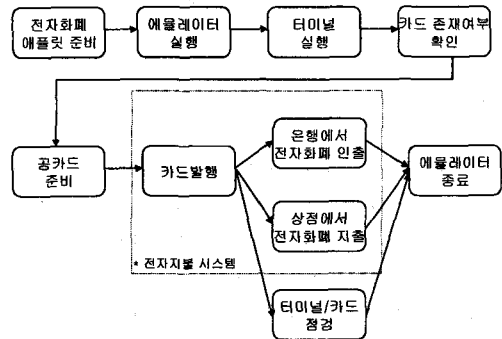 전자화폐
애플릿 준비
에뮬레이터
실행
터미널
실행
카드 존재여부
확인
공카드
준비
카드발행
은행에서
전자화폐 인출
상점에서
전자화폐 지출
에뮬레이터
종료
* 전자지불 시스템
터미널/카드
점검